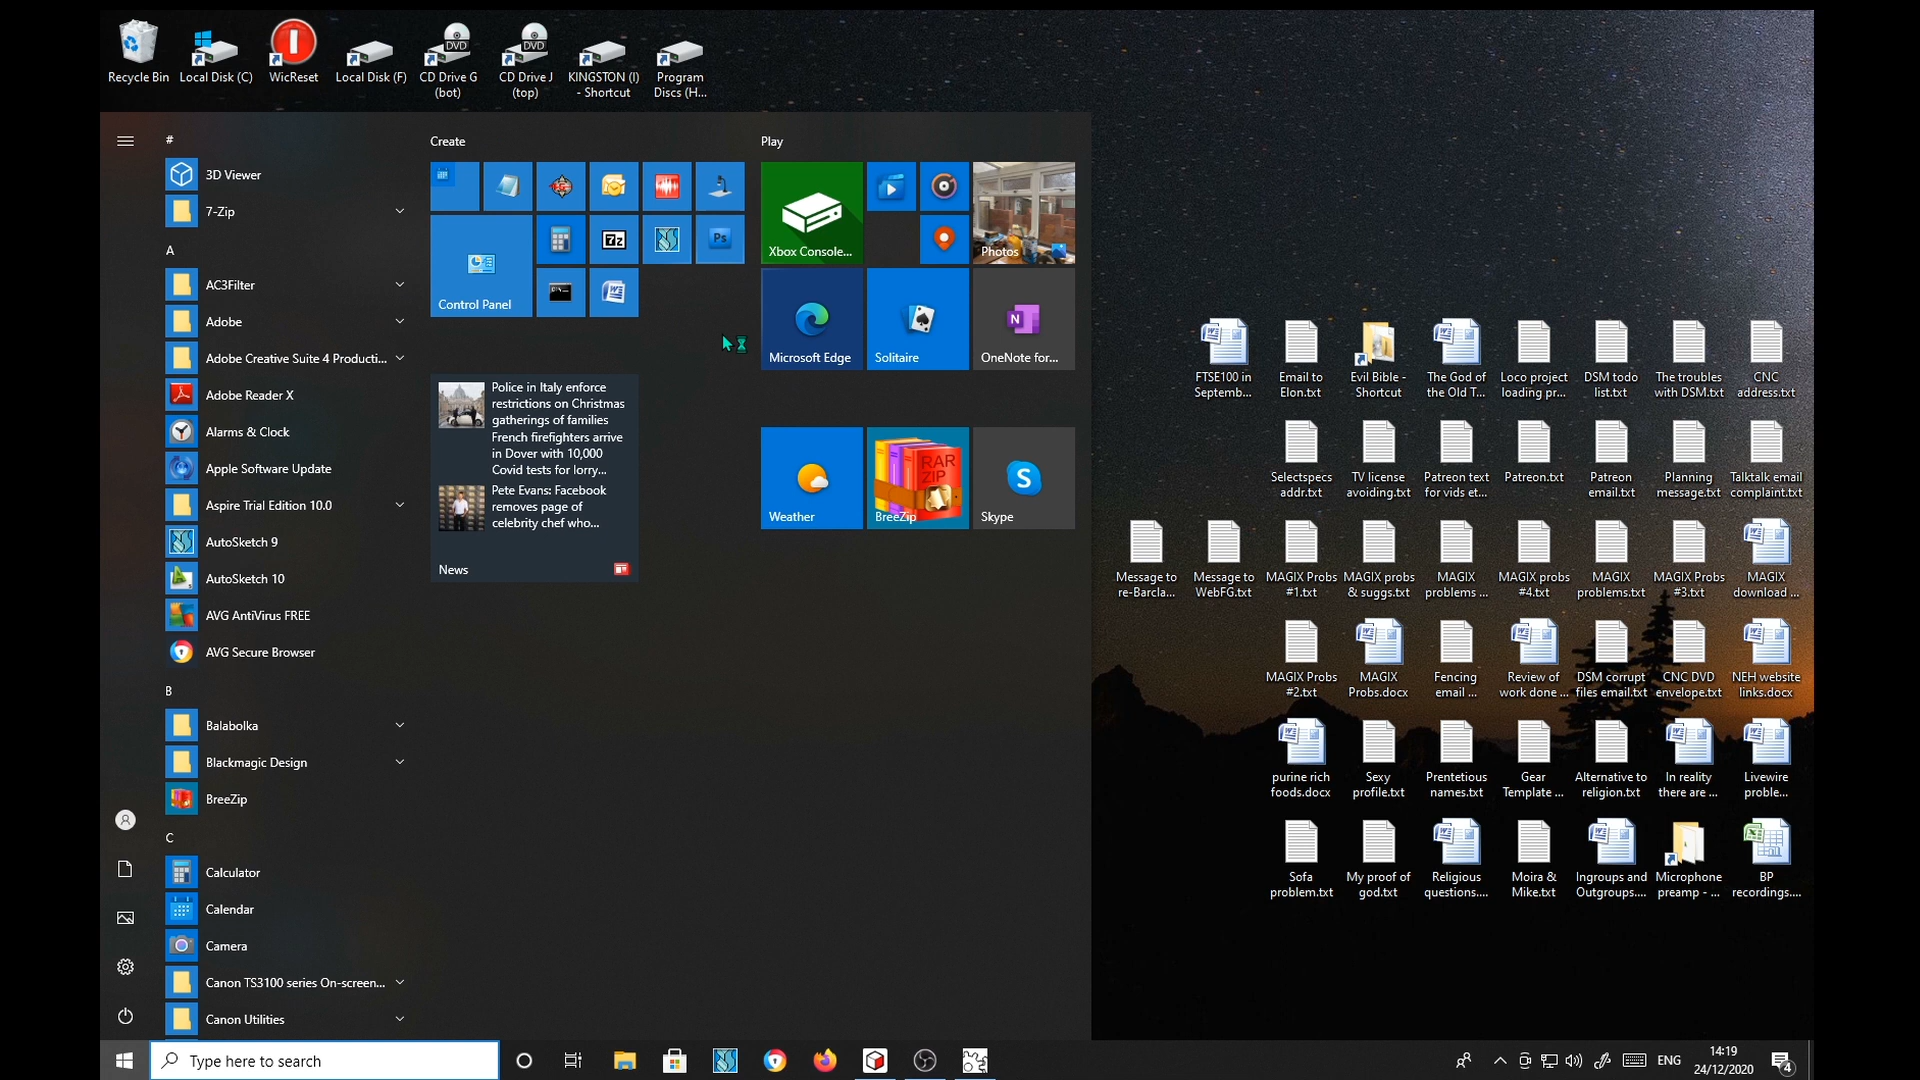 Recycle Bin
Local Disk (C)
WicReset
Local Disk (F)
CD Drive G
(bot)
CD Drive J
(top)
KINGSTON (I)
- Shortcut
Program
Discs (H...
DVD
DVD
#
3D Viewer
7-Zip
A
AC3Filter
Adobe
Adobe Creative Suite 4 Producti...
Adobe Reader X
Alarms & Clock
Apple Software Update
Aspire Trial Edition 10.0
AutoSketch 9
AutoSketch 10
AVG AntiVirus FREE
AVG Secure Browser
B
Balabolka
Blackmagic Design
BreeZip
C
Calculator
Calendar
Camera
Canon TS3100 series On-screen...
Canon Utilities
Create
7z
Ps
Control Panel
Police in Italy enforce
restrictions on Christmas
gatherings of families
French firefighters arrive
in Dover with 10,000
Covid tests for lorry...
Pete Evans: Facebook
removes page of
celebrity chef who...
News
Play
Xbox Console...
Photos
Microsoft Edge
Solitaire
N
OneNote for...
Weather
RAR
ZIP
BreeZip
S
Skype
FTSE100 in
Septemb...
Email to
Elon.txt
Evil Bible -
Shortcut
The God of
the Old T...
Loco project
loading pr...
DSM todo
list.txt
The troubles
with DSM.txt
CNC
address.txt
Selectspecs
addr.txt
TV license
avoiding.txt
Patreon text
for vids et...
Patreon.txt
Patreon
email.txt
Planning
message.txt
Talktalk email
complaint.txt
Message to
re-Barcla...
Message to
WebFG.txt
MAGIX Probs
#1.txt
MAGIX probs
& suggs.txt
MAGIX
problems ...
MAGIX probs
#4.txt
MAGIX
problems.txt
MAGIX Probs
#3.txt
MAGIX
download ...
MAGIX Probs
#2.txt
MAGIX
Probs.docx
Fencing
email ...
Review of
work done ...
DSM corrupt
files email.txt
CNC DVD
envelope.txt
NEH website
links.docx
purine rich
foods.docx
Sexy
profile.txt
Prentetious
names.txt
Gear
Template ...
Alternative to
religion.txt
In reality
there are ...
Livewire
proble...
Sofa
problem.txt
My proof of
god.txt
Religious
questions....
Moira &
Mike.txt
Ingroups and
Outgroups....
Microphone
preamp - ...
BP
recordings....
Type here to search
ENG
14:19
24/12/2020
4